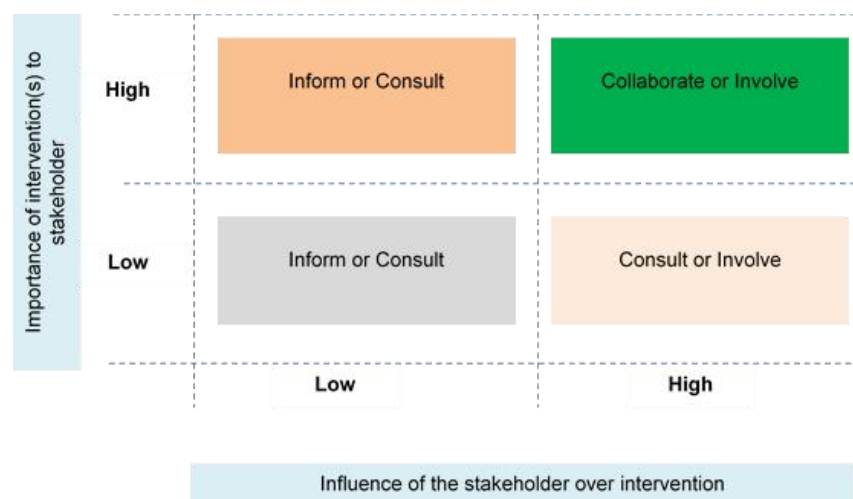 Importance of intervention(s) to
stakeholder
High
Inform or Consult
Collaborate or Involve
Low
Inform or Consult
Consult or Involve
Low
High
Influence of the stakeholder over intervention